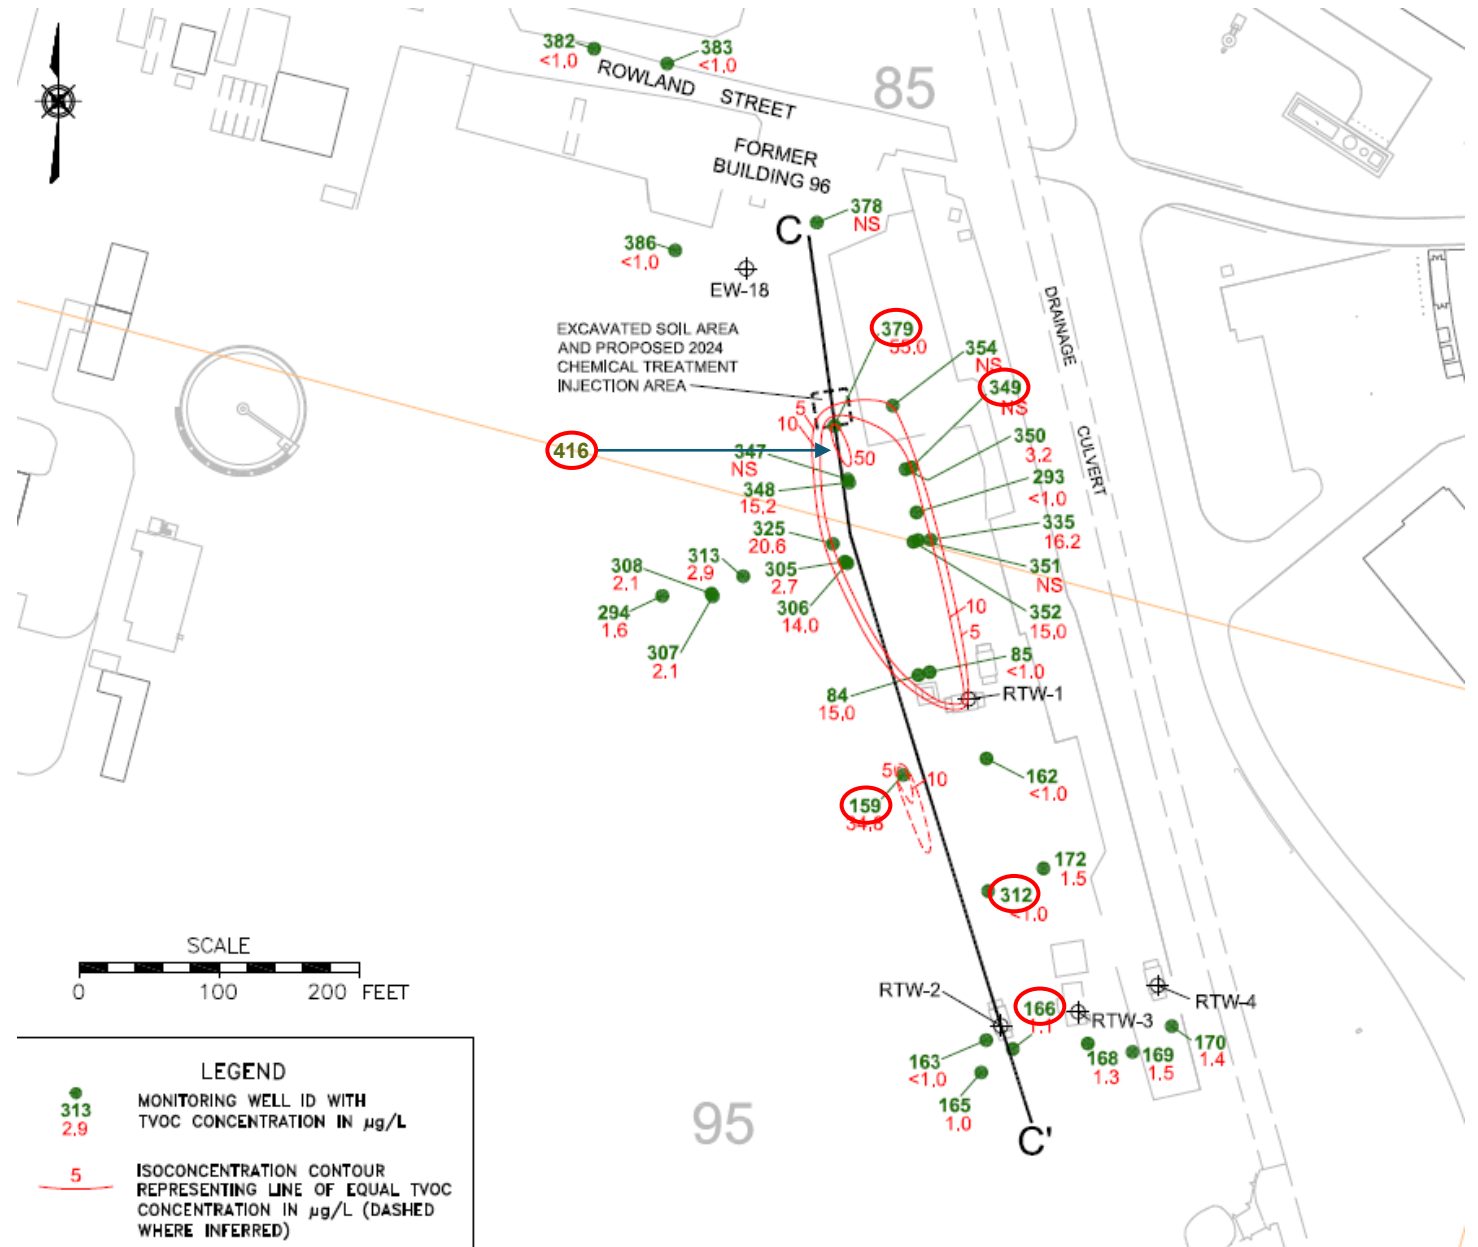 382
<1.0
383
<1.0
ROWLAND STREET
85
FORMER
BUILDING 96
C
378
NS
386
<1.0
EW-18
EXCAVATED SOIL AREA
AND PROPOSED 2024
CHEMICAL TREATMENT
INJECTION AREA
379
55.0
354
NS
349
NS
DRAINAGE CULVERT
5
10
50
416
347
NS
348
15.2
350
3.2
293
<1.0
325
20.6
335
16.2
313
2.9
308
2.1
305
2.7
351
NS
294
1.6
306
14.0
352
15.0
10
5
307
2.1
85
<1.0
84
15.0
RTW-1
5
10
162
<1.0
159
34.8
172
1.5
312
<1.0
RTW-2
166
1.1
RTW-3
RTW-4
163
<1.0
168
1.3
169
1.5
170
1.4
165
1.0
C'
95
SCALE
0 100 200 FEET
LEGEND
313
2.9
MONITORING WELL ID WITH
TVOC CONCENTRATION IN µg/L
5
ISOCONCENTRATION CONTOUR
REPRESENTING LINE OF EQUAL TVOC
CONCENTRATION IN µg/L (DASHED
WHERE INFERRED)